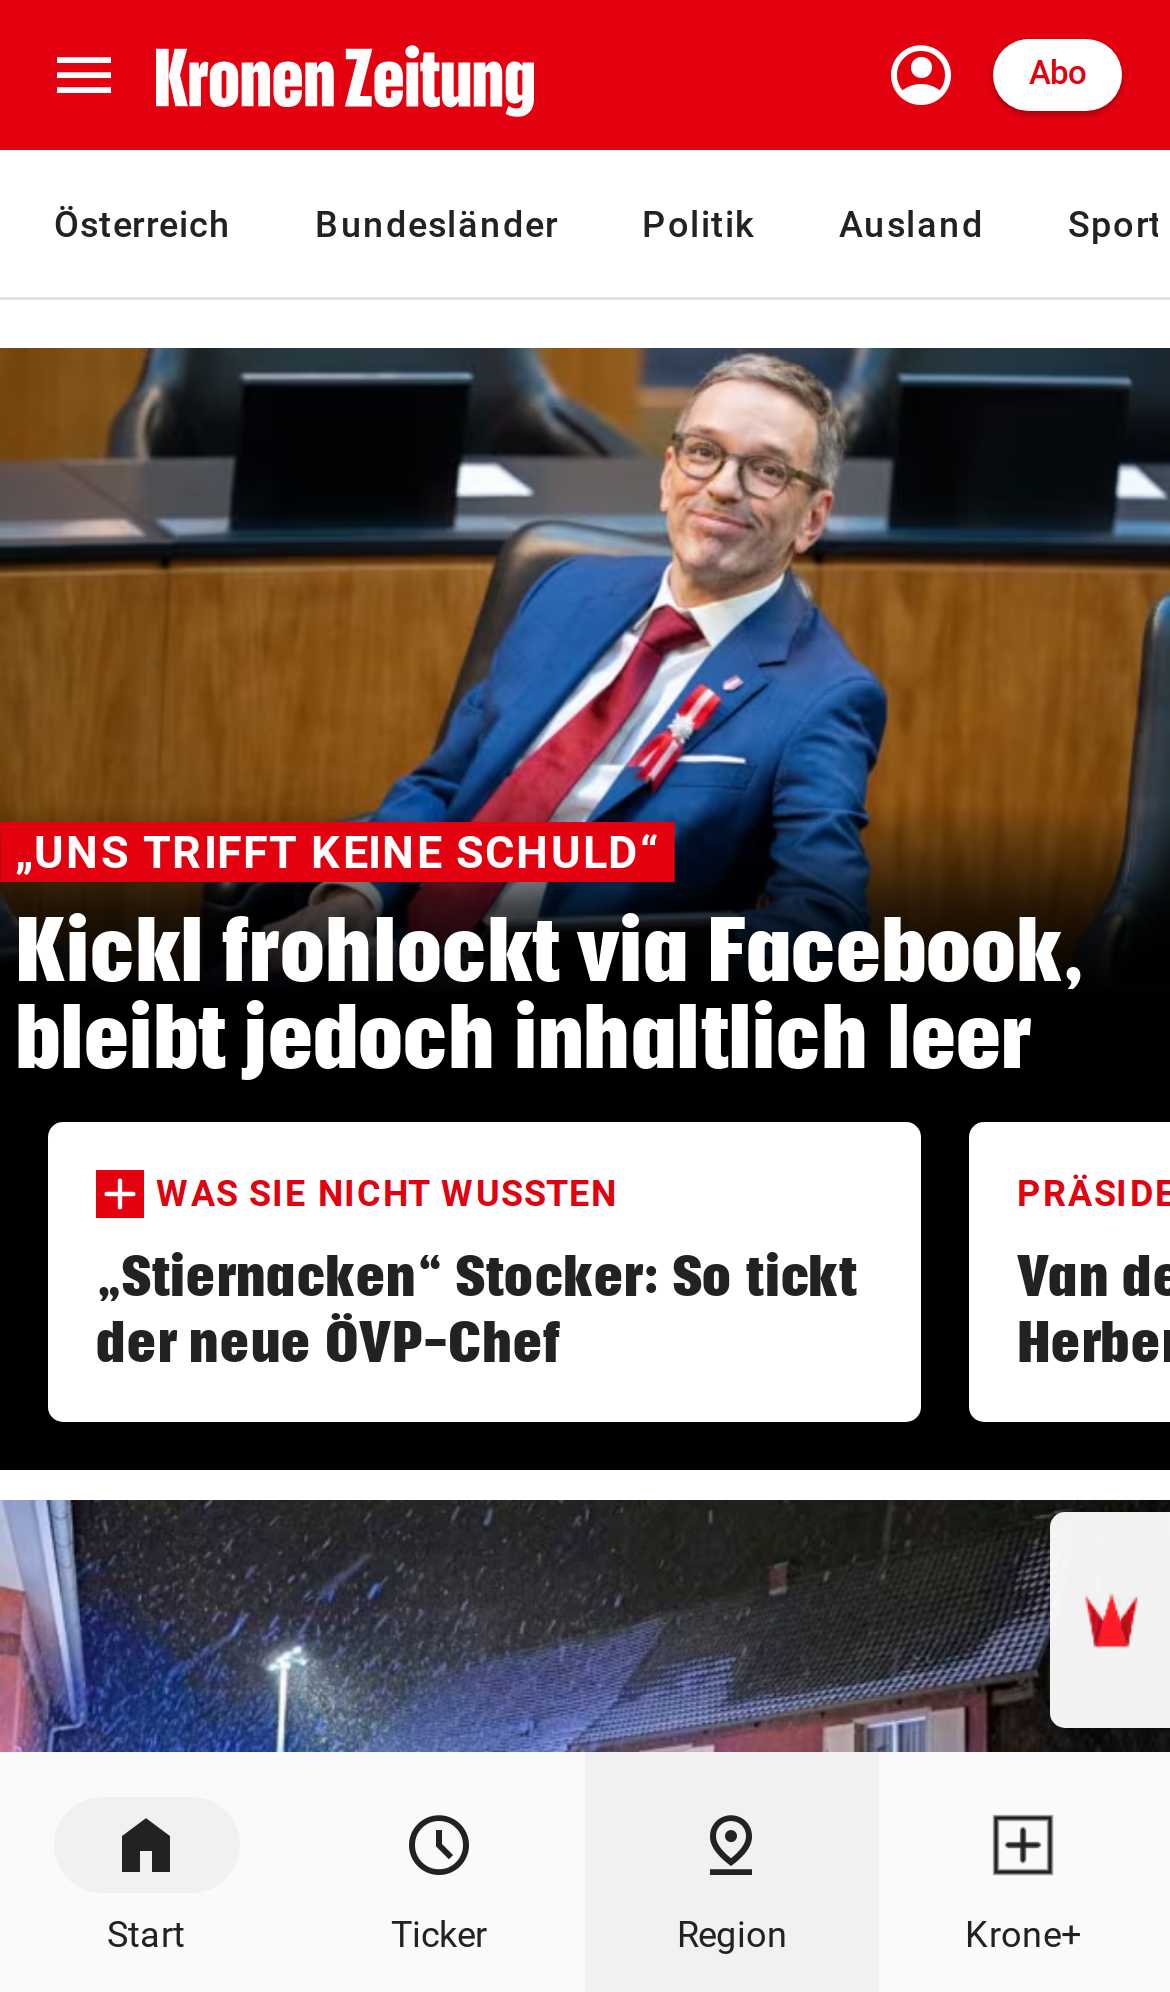 Kronen Zeitung
Abo
Österreich
Bundesländer
Politik
Ausland
Sport
„UNS TRIFFT KEINE SCHULD“
Kickl frohlockt via Facebook,
bleibt jedoch inhaltlich leer
WAS SIE NICHT WUSSTEN
„Stiernacken“ Stocker: So tickt
der neue ÖVP-Chef
Van
Start
Ticker
Region
Krone+